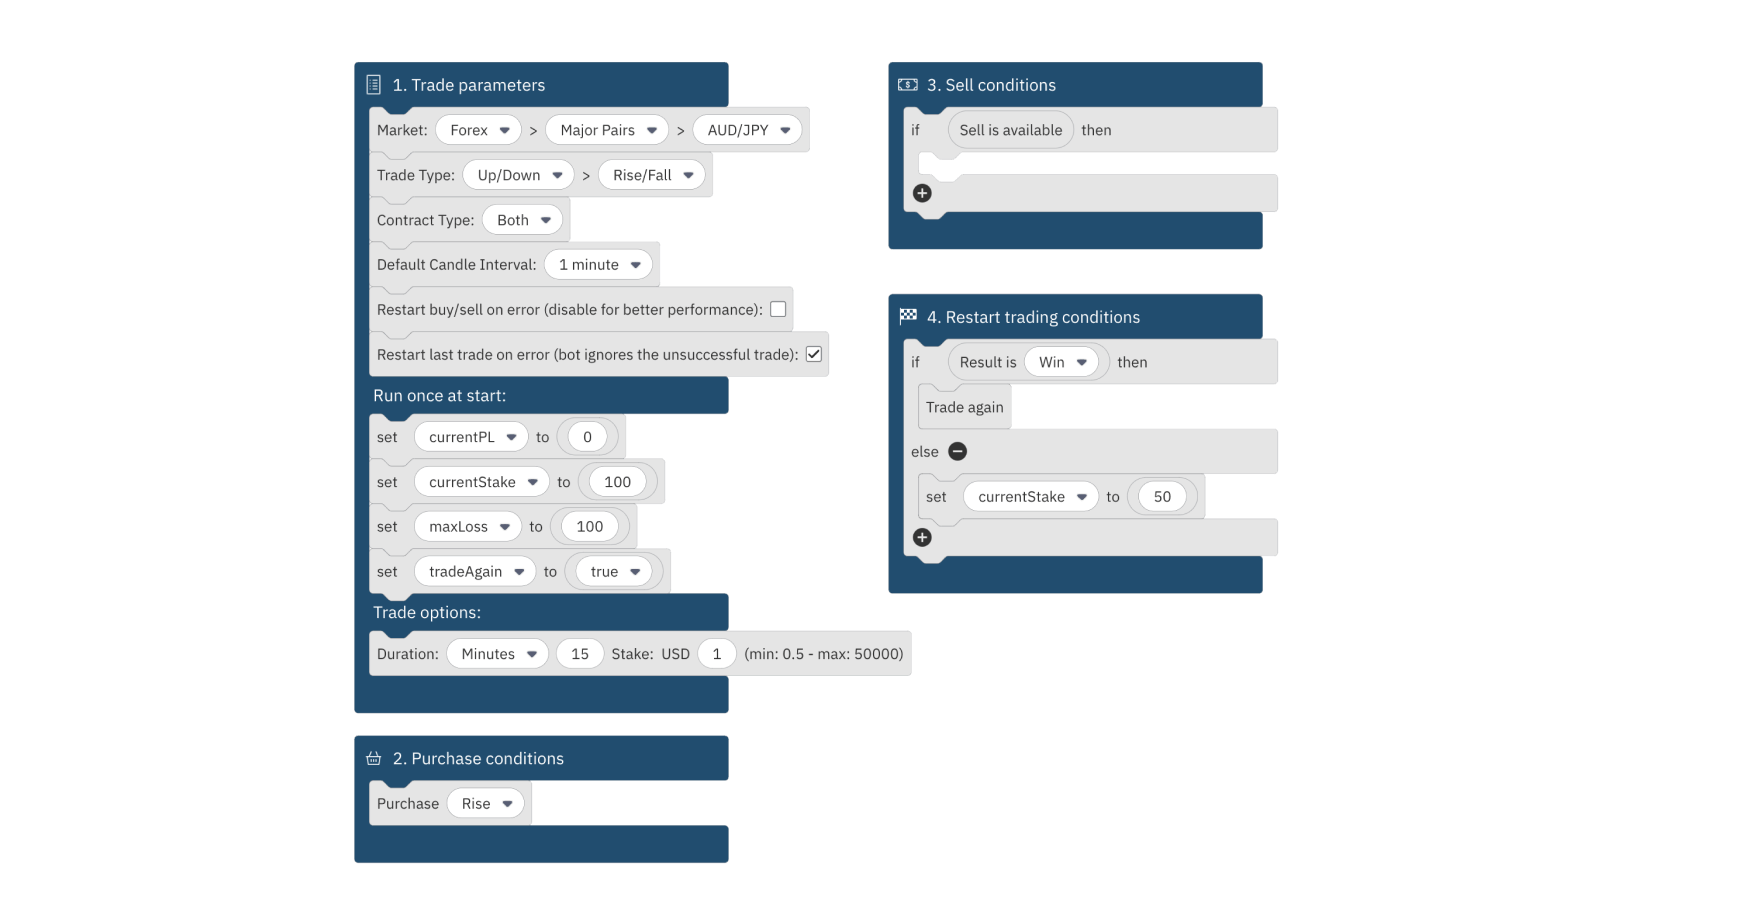 1. Trade parameters
Market: Forex > Major Pairs > AUD/JPY
Trade Type: Up/Down > Rise/Fall
Contract Type: Both
Default Candle Interval: 1 minute
Restart buy/sell on error (disable for better performance):
Restart last trade on error (bot ignores the unsuccessful trade):
Run once at start:
set currentPL to 0
set currentStake to 100
set maxLoss to 100
set tradeAgain to true
Trade options:
Duration: Minutes 15 Stake: USD 1 (min: 0.5 - max: 50000)
2. Purchase conditions
Purchase Rise
3. Sell conditions
if Sell is available then
4. Restart trading conditions
if Result is Win then
Trade again
else
set currentStake to 50